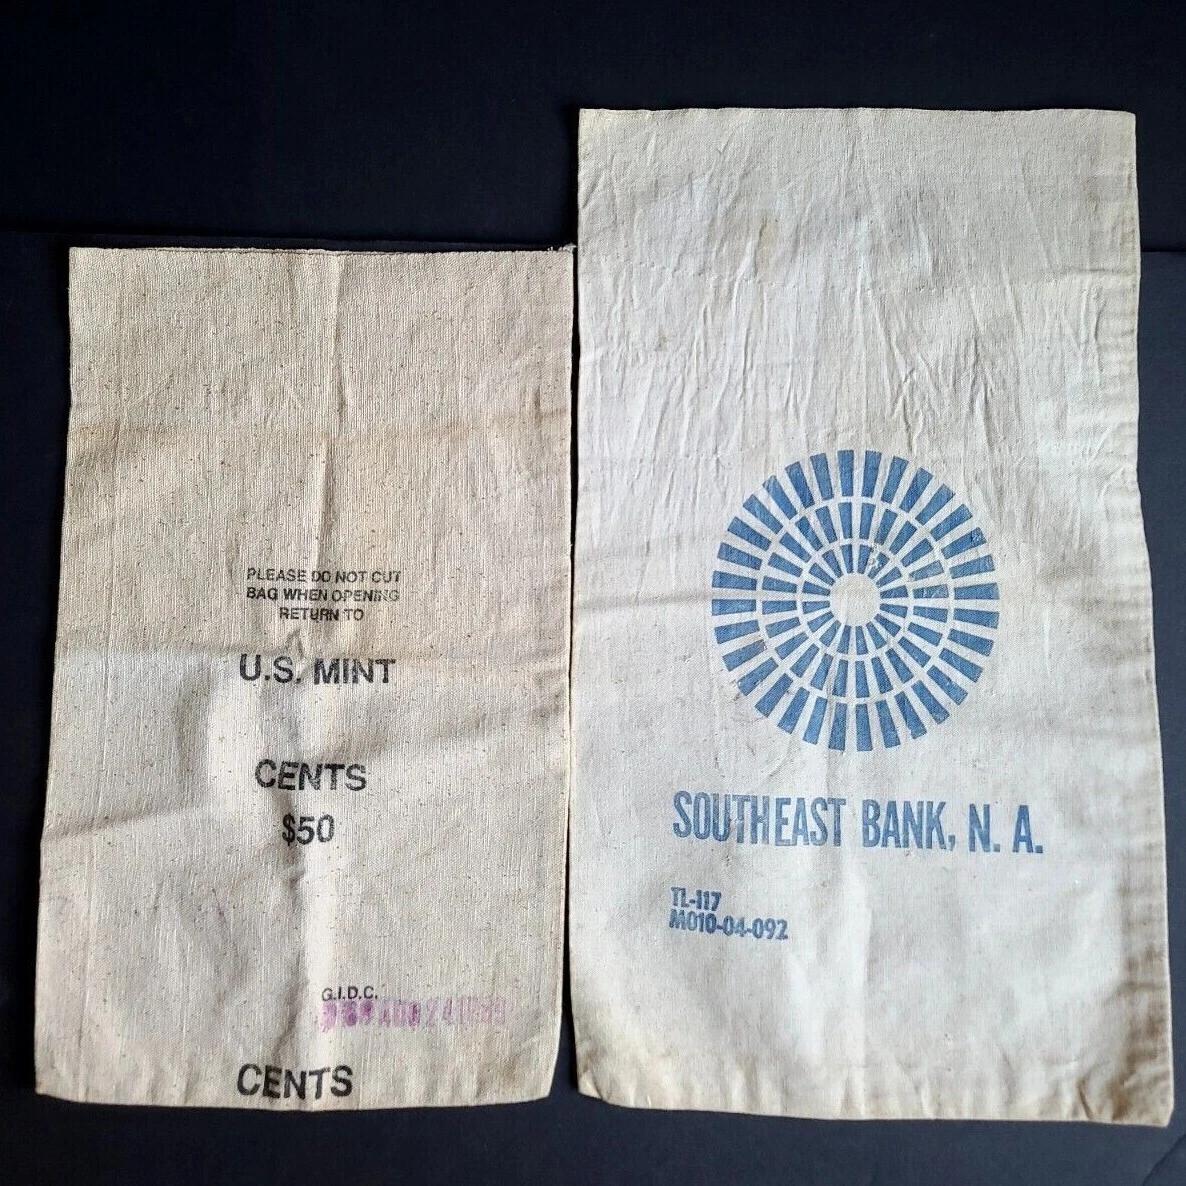 PLEASE DO NOT CUT
BAG WHEN OPENING
RETURN TO
U.S. MINT
CENTS
$50
G.I.D.C.
CENTS
SOUTHEAST BANK, N. A.
TL-117
M010-04-092